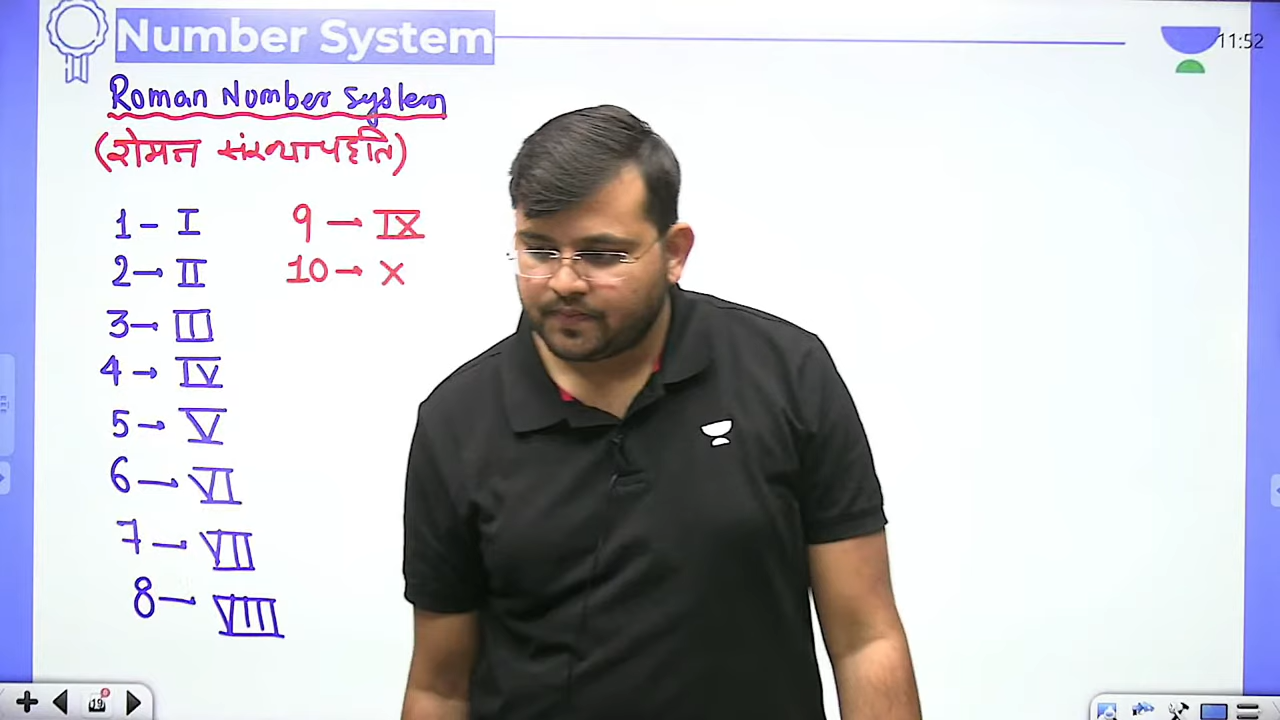 Number System
11:52
Roman Number System
(रोमन संख्या पद्दति)
1 - I
2 → II
3 → III
4 → IV
5 → V
6 → VI
7 → VII
8 → VIII
9 → IX
10 → X
19